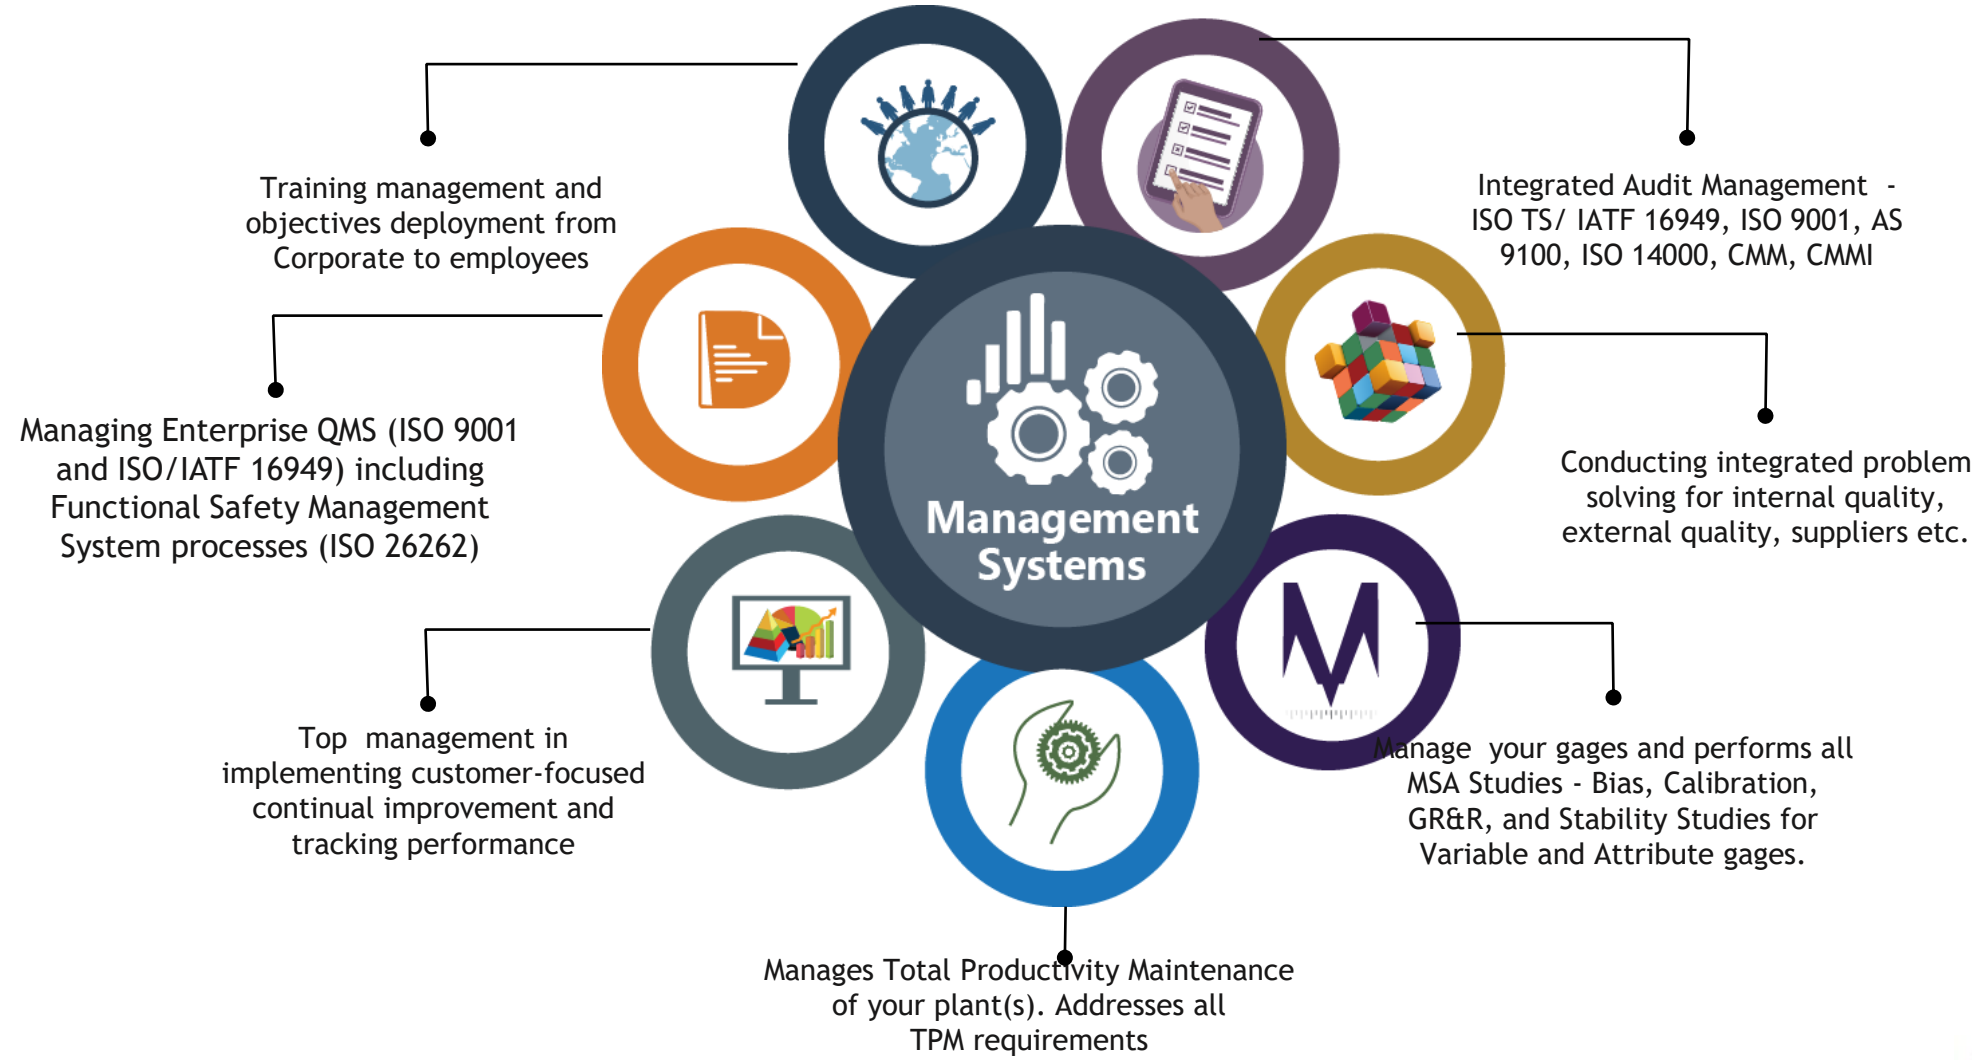 Training management and
objectives deployment from
Corporate to employees
Integrated Audit Management  -
ISO TS/ IATF 16949, ISO 9001, AS
9100, ISO 14000, CMM, CMMI
Managing Enterprise QMS (ISO 9001
and ISO/IATF 16949) including
Functional Safety Management
System processes (ISO 26262)
Management
Systems
Conducting integrated problem
solving for internal quality,
external quality, suppliers etc.
Top  management in
implementing customer-focused
continual improvement and
tracking performance
Manage  your gages and performs all
MSA Studies - Bias, Calibration,
GR&R, and Stability Studies for
Variable and Attribute gages.
Manages Total Productivity Maintenance
of your plant(s). Addresses all
TPM requirements